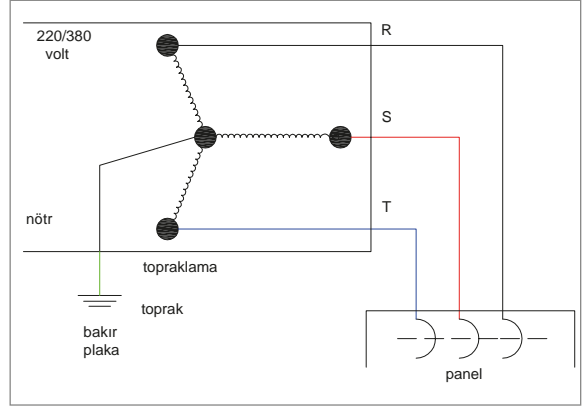 220/380
volt
R
S
T
nötr
topraklama
toprak
bakır
plaka
panel